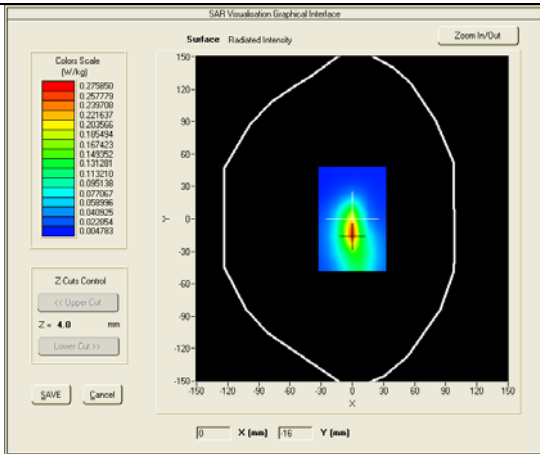 SAR Visualisation Graphical Interface
Surface Radiated Intensity
Zoom In/Out
Colors Scale
(W/kg)
0.275850
0.257779
0.239708
0.221637
0.203566
0.185494
0.167423
0.149352
0.131281
0.113210
0.095138
0.077067
0.058996
0.040925
0.022854
0.004783
Z-Cuts Control
<< Upper Cut
Z = 4.0 mm
Lower Cut >>
SAVE Cancel
150
120
90
60
30
0
-30
-60
-90
-120
-150
Y
-150 -120 -90 -60 -30 0 30 60 90 120 150
X
0 X (mm) -16 Y (mm)